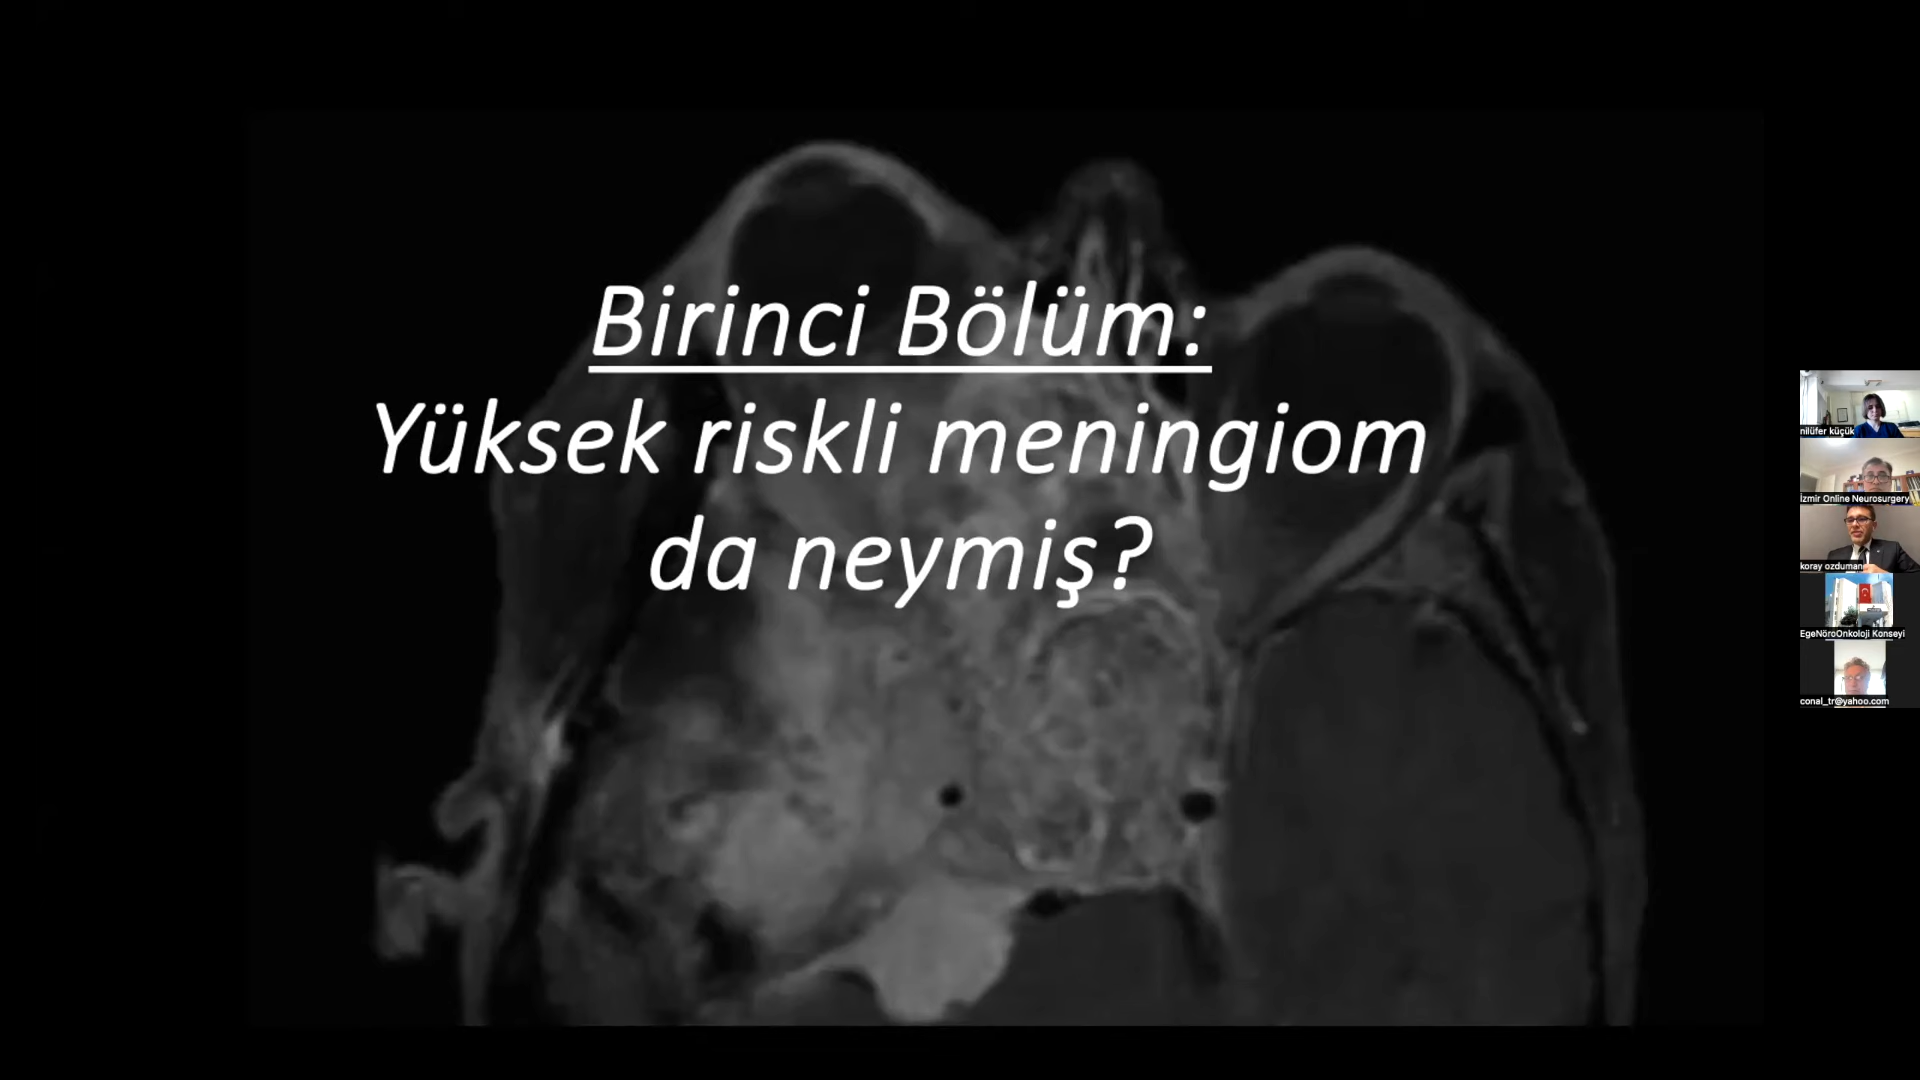 Birinci Bölüm:
Yüksek riskli meningiom
da neymiş?
nilüfer küçük
İzmir Online Neurosurgery
koray ozduman
EgeNöroOnkoloji Konseyi
conal_tr@yahoo.com